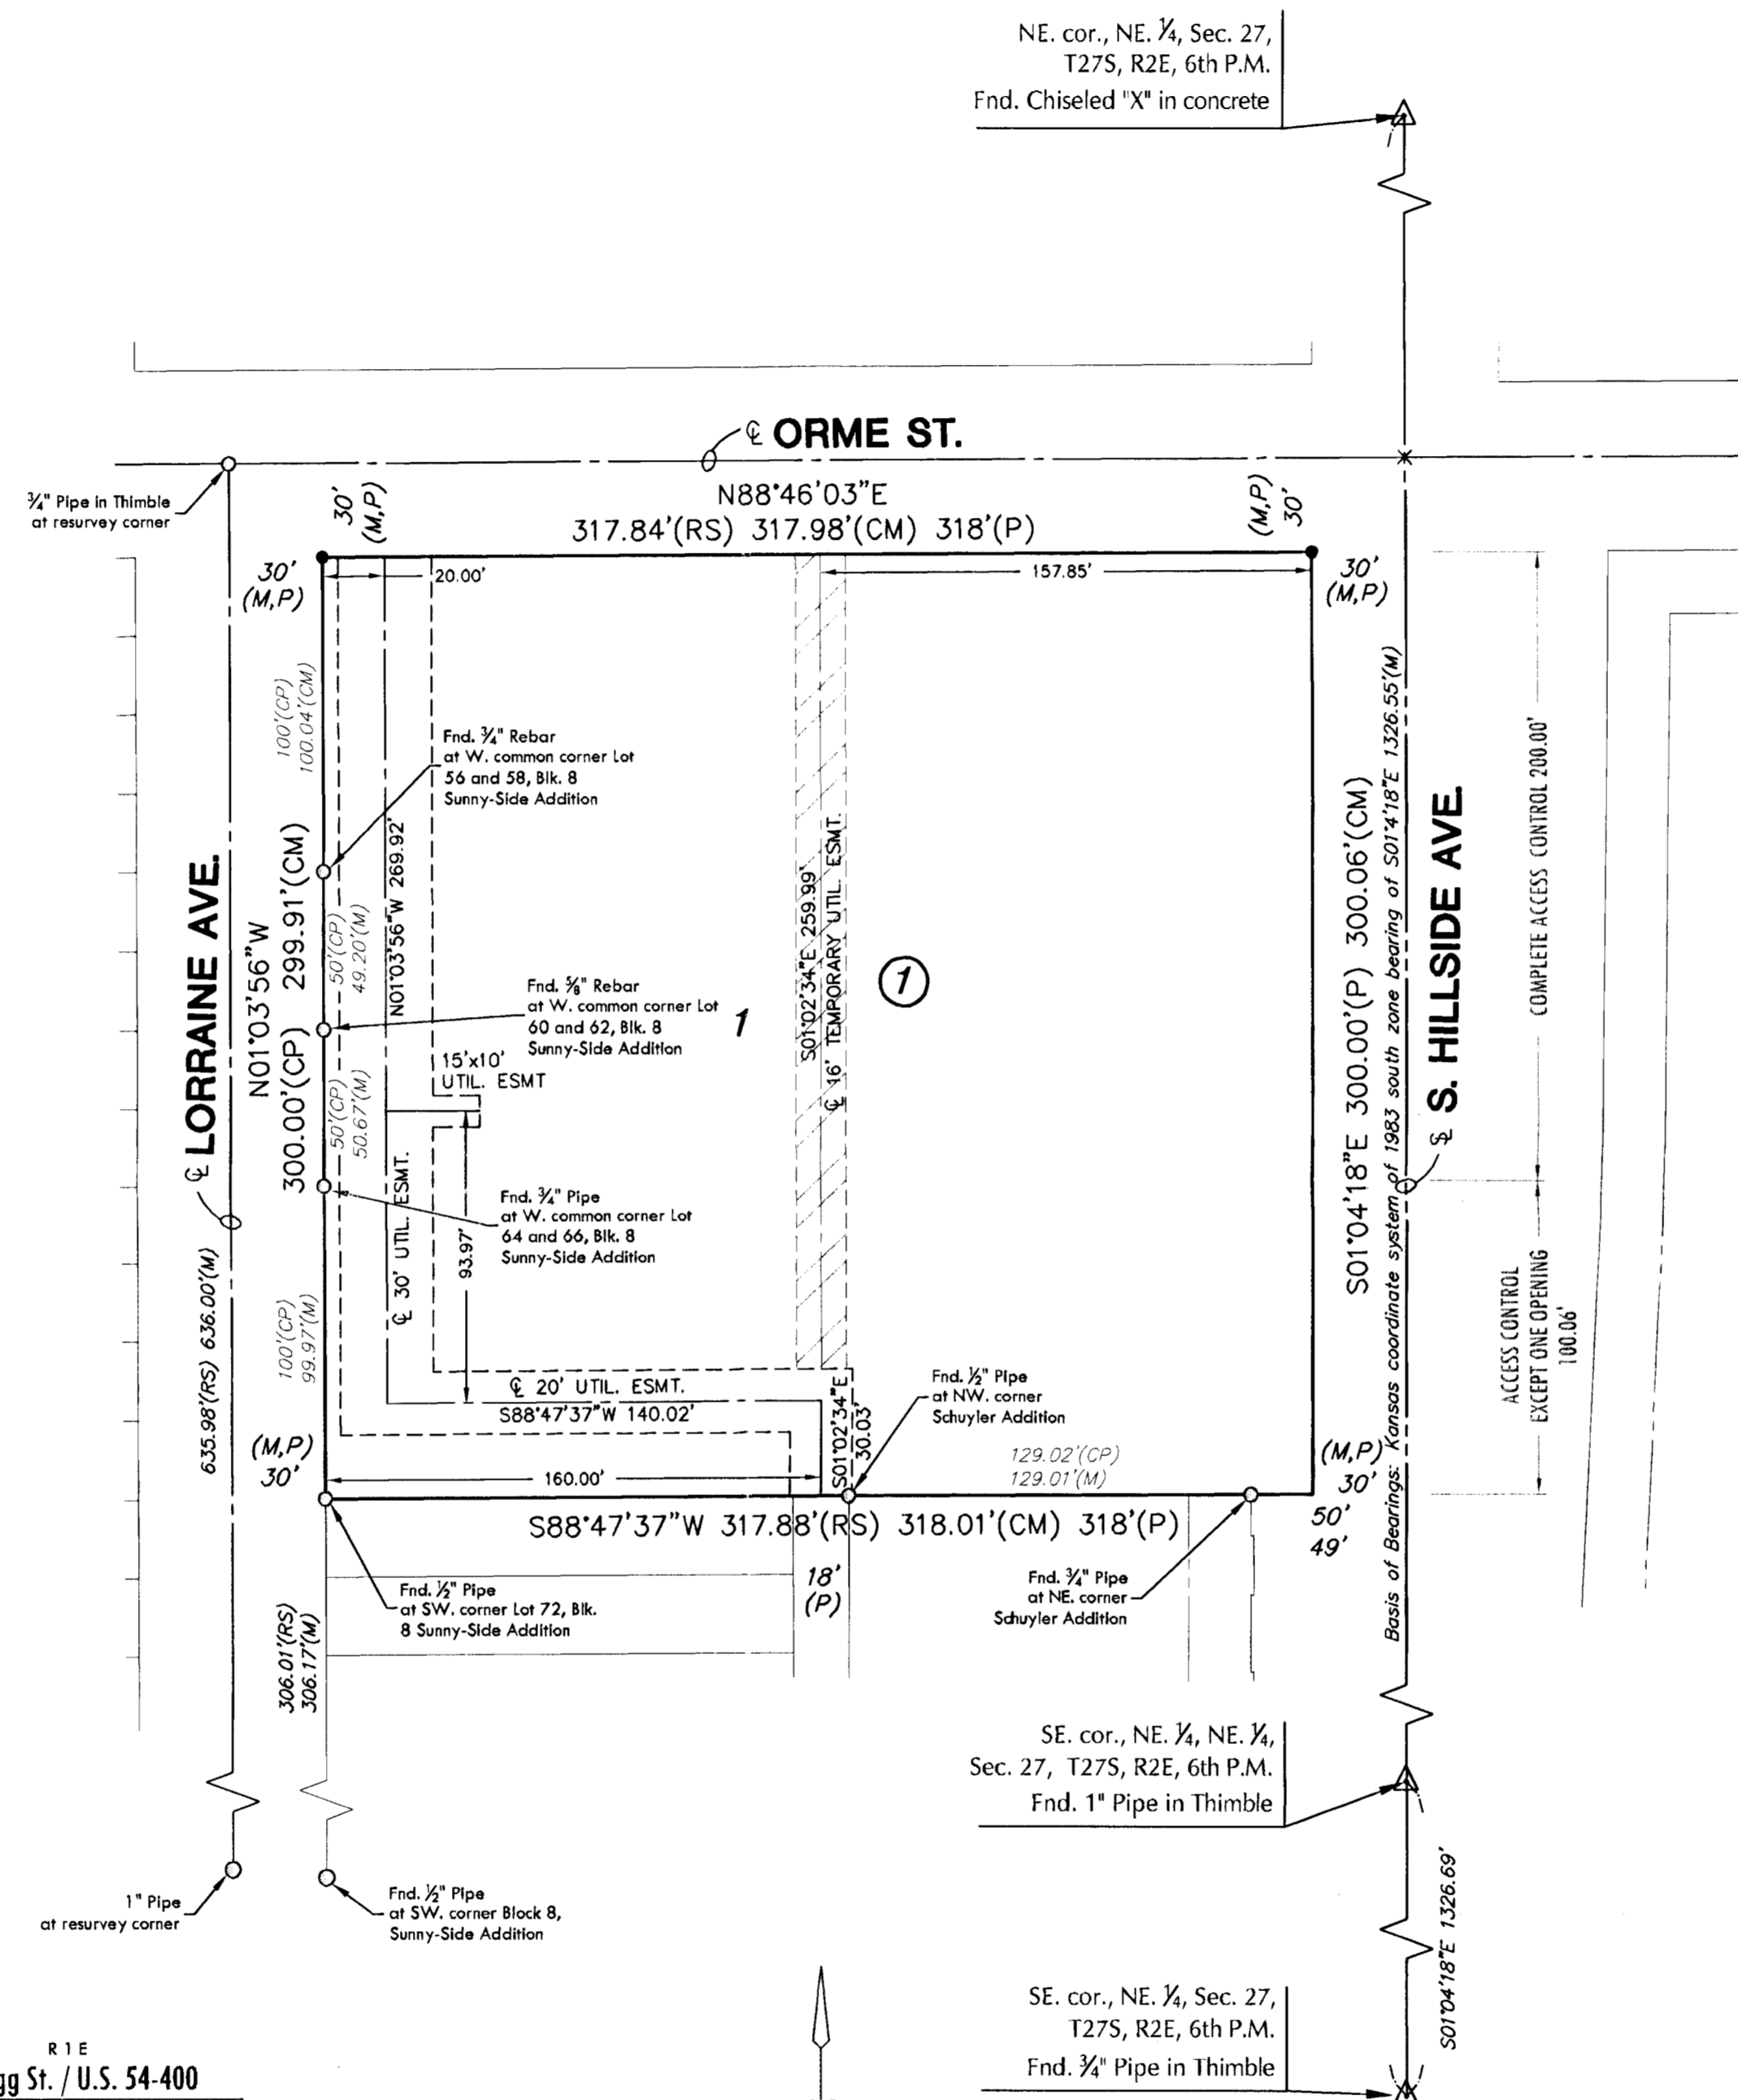 NE. cor., NE. ¼, Sec. 27,
T27S, R2E, 6th P.M.
Fnd. Chiseled "X" in concrete
℄ ORME ST.
¾" Pipe in Thimble
at resurvey corner
30'
(M,P)
N88°46'03"E
317.84'(RS) 317.98'(CM) 318'(P)
(M,P)
30'
30'
(M,P)
20.00'
157.85'
30'
(M,P)
100'(CP)
100.04'(CM)
Fnd. ¾" Rebar
at W. common corner Lot
56 and 58, Blk. 8
Sunny-Side Addition
℄ LORRAINE AVE.
N01°03'56"W
300.00'(CP) 299.91'(CM)
50'(CP)
49.20'(M)
N01°03'56"W 269.92'
Fnd. ⅝" Rebar
at W. common corner Lot
60 and 62, Blk. 8
Sunny-Side Addition
1
S01°02'34"E 259.99'
℄ 16' TEMPORARY UTIL. ESMT.
1
15'x10'
UTIL. ESMT
50'(CP)
50.67'(M)
℄ 30' UTIL. ESMT.
93.97'
Fnd. ¾" Pipe
at W. common corner Lot
64 and 66, Blk. 8
Sunny-Side Addition
S01°04'18"E 300.00'(P) 300.06'(CM)
Basis of Bearings: Kansas coordinate system of 1983 south zone bearing of S01°4'18"E 1326.55'(M)
℄ S. HILLSIDE AVE.
COMPLETE ACCESS CONTROL 200.00'
ACCESS CONTROL
EXCEPT ONE OPENING
100.06'
635.98'(RS) 636.00'(M)
100'(CP)
99.97'(M)
℄ 20' UTIL. ESMT.
S88°47'37"W 140.02'
S01°02'34"E
30.03'
Fnd. ½" Pipe
at NW. corner
Schuyler Addition
129.02'(CP)
129.01'(M)
(M,P)
30'
160.00'
(M,P)
30'
50'
49'
S88°47'37"W 317.88'(RS) 318.01'(CM) 318'(P)
18'
(P)
Fnd. ½" Pipe
at SW. corner Lot 72, Blk.
8 Sunny-Side Addition
Fnd. ¾" Pipe
at NE. corner
Schuyler Addition
306.01'(RS)
306.17'(M)
SE. cor., NE. ¼, NE. ¼,
Sec. 27, T27S, R2E, 6th P.M.
Fnd. 1" Pipe in Thimble
1" Pipe
at resurvey corner
Fnd. ½" Pipe
at SW. corner Block 8,
Sunny-Side Addition
S01°04'18"E 1326.69'
SE. cor., NE. ¼, Sec. 27,
T27S, R2E, 6th P.M.
Fnd. ¾" Pipe in Thimble
R 1 E
St. / U.S. 54-400